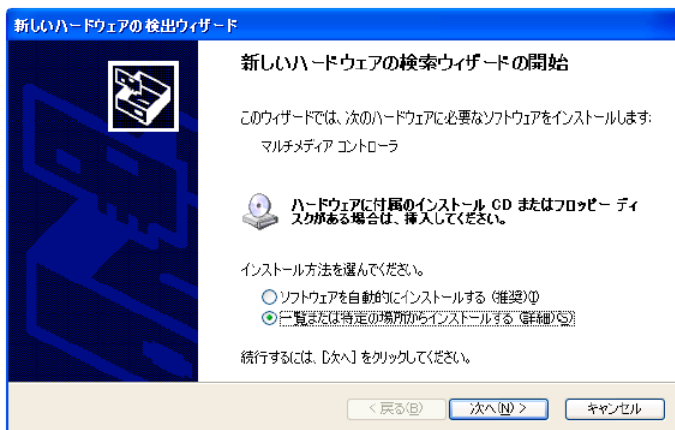 新しいハードウェアの検出ウィザード
新しいハードウェアの検索ウィザードの開始
このウィザードでは、次のハードウェアに必要なソフトウェアをインストールします:
マルチメディア コントローラ
ハードウェアに付属のインストール CD またはフロッピー ディ
スクがある場合は、挿入してください。
インストール方法を選んでください。
ソフトウェアを自動的にインストールする (推奨)(I)
一覧または特定の場所からインストールする (詳細)(S)
続行するには、[次へ] をクリックしてください。
< 戻る(B)
次へ(N) >
キャンセル